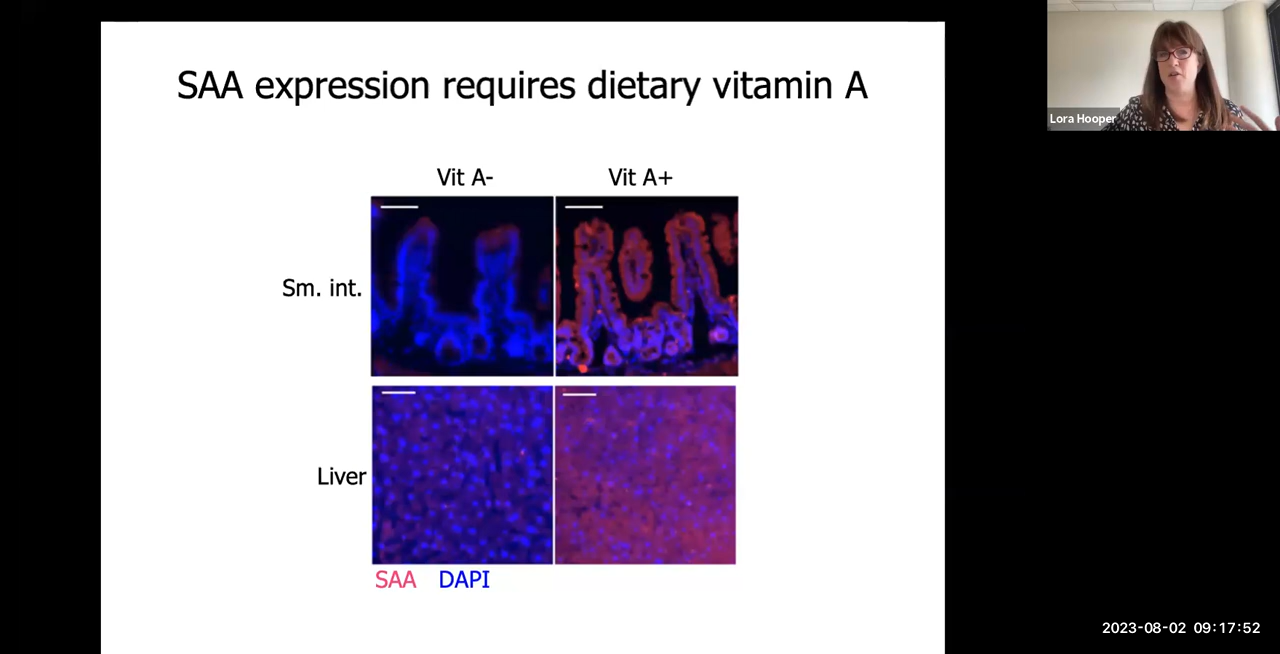 SAA expression requires dietary vitamin A
Lora Hooper
Vit A-
Vit A+
Sm. int.
Liver
SAA
DAPI
2023-08-02 09:17:52